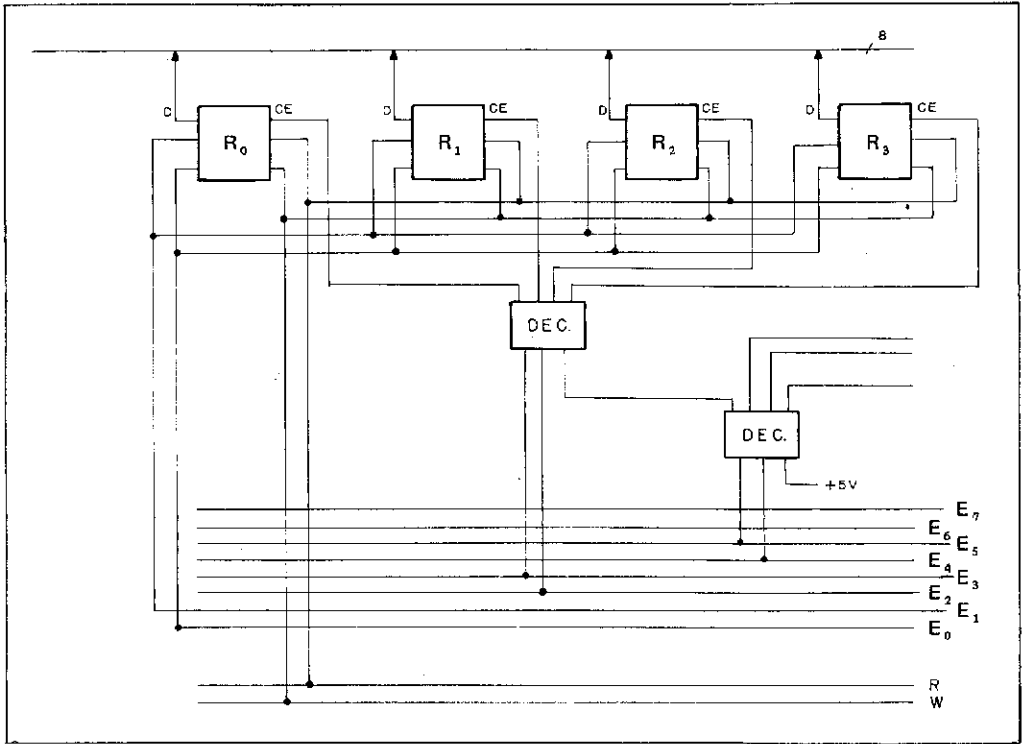 8
C CE D CE D CE D CE
R₀ R₁ R₂ R₃
DEC.
DEC.
+5V
E₇
E₆
E₅
E₄
E₃
E₂
E₁
E₀
R
W